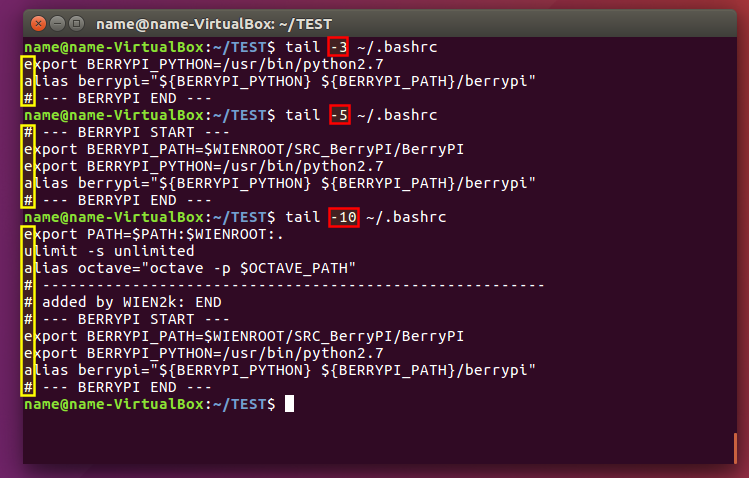 name@name-VirtualBox: ~/TEST
name@name-VirtualBox:~/TEST$ tail -3 ~/.bashrc
export BERRYPI_PYTHON=/usr/bin/python2.7
alias berrypi="${BERRYPI_PYTHON} ${BERRYPI_PATH}/berrypi"
# --- BERRYPI END ---
name@name-VirtualBox:~/TEST$ tail -5 ~/.bashrc
# --- BERRYPI START ---
export BERRYPI_PATH=$WIENROOT/SRC_BerryPI/BerryPI
export BERRYPI_PYTHON=/usr/bin/python2.7
alias berrypi="${BERRYPI_PYTHON} ${BERRYPI_PATH}/berrypi"
# --- BERRYPI END ---
name@name-VirtualBox:~/TEST$ tail -10 ~/.bashrc
export PATH=$PATH:$WIENROOT:.
ulimit -s unlimited
alias octave="octave -p $OCTAVE_PATH"
# ---------------------------------------------------------
# added by WIEN2k: END
# --- BERRYPI START ---
export BERRYPI_PATH=$WIENROOT/SRC_BerryPI/BerryPI
export BERRYPI_PYTHON=/usr/bin/python2.7
alias berrypi="${BERRYPI_PYTHON} ${BERRYPI_PATH}/berrypi"
# --- BERRYPI END ---
name@name-VirtualBox:~/TEST$